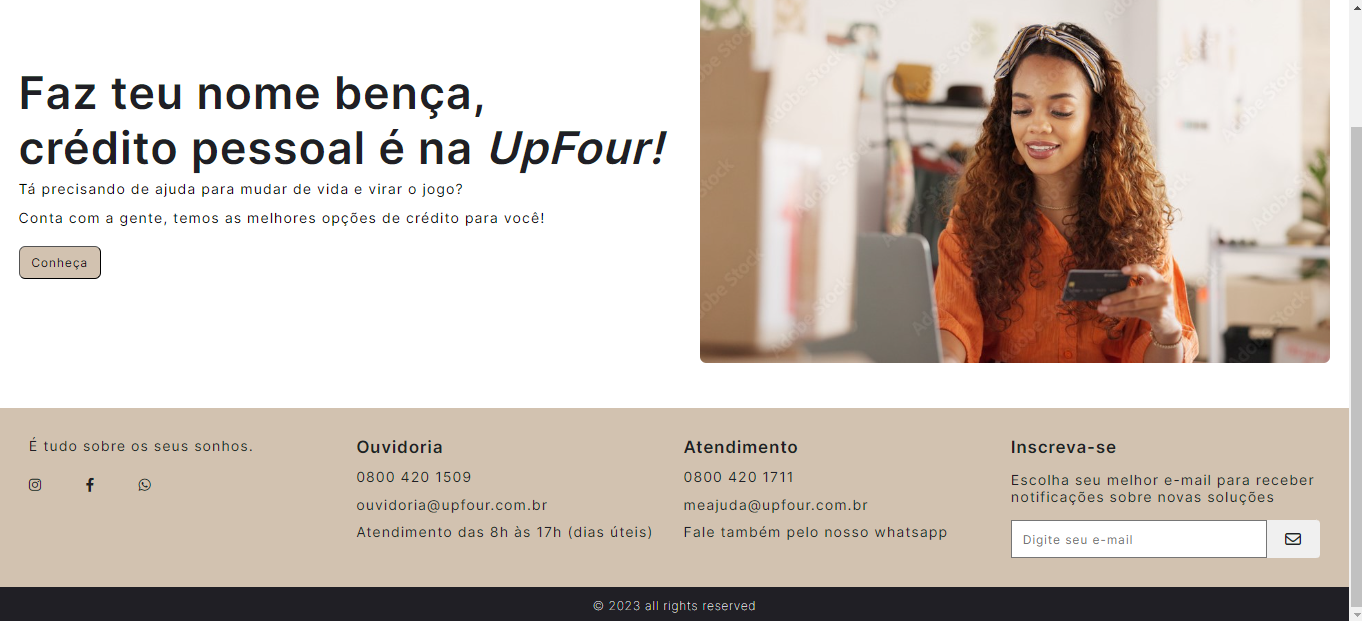 Faz teu nome bença,
crédito pessoal é na UpFour!
Tá precisando de ajuda para mudar de vida e virar o jogo?
Conta com a gente, temos as melhores opções de crédito para você!
Conheça
Adobe Stock
É tudo sobre os seus sonhos.
Ouvidoria
0800 420 1509
ouvidoria@upfour.com.br
Atendimento das 8h às 17h (dias úteis)
Atendimento
0800 420 1711
meajuda@upfour.com.br
Fale também pelo nosso whatsapp
Inscreva-se
Escolha seu melhor e-mail para receber
notificações sobre novas soluções
Digite seu e-mail
© 2023 all rights reserved